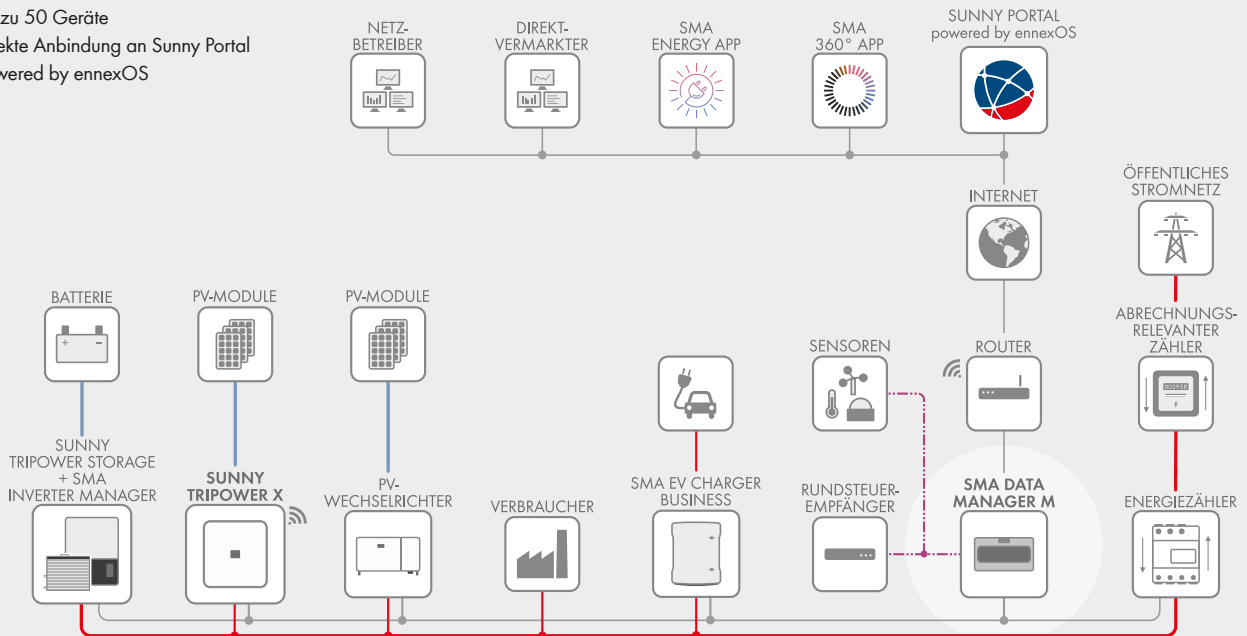 zu 50 Geräte
ekte Anbindung an Sunny Portal
wered by ennexOS
NETZ-
BETREIBER
DIREKT-
VERMARKTER
SMA
ENERGY APP
SMA
360° APP
SUNNY PORTAL
powered by ennexOS
INTERNET
ÖFFENTLICHES
STROMNETZ
BATTERIE
PV-MODULE
PV-MODULE
SENSOREN
ROUTER
ABRECHNUNGS-
RELEVANTER
ZÄHLER
002958
SUNNY
TRIPOWER STORAGE
+ SMA
INVERTER MANAGER
SUNNY
TRIPOWER X
PV-
WECHSELRICHTER
VERBRAUCHER
SMA EV CHARGER
BUSINESS
RUNDSTEUER-
EMPFÄNGER
SMA DATA
MANAGER M
ENERGIEZÄHLER